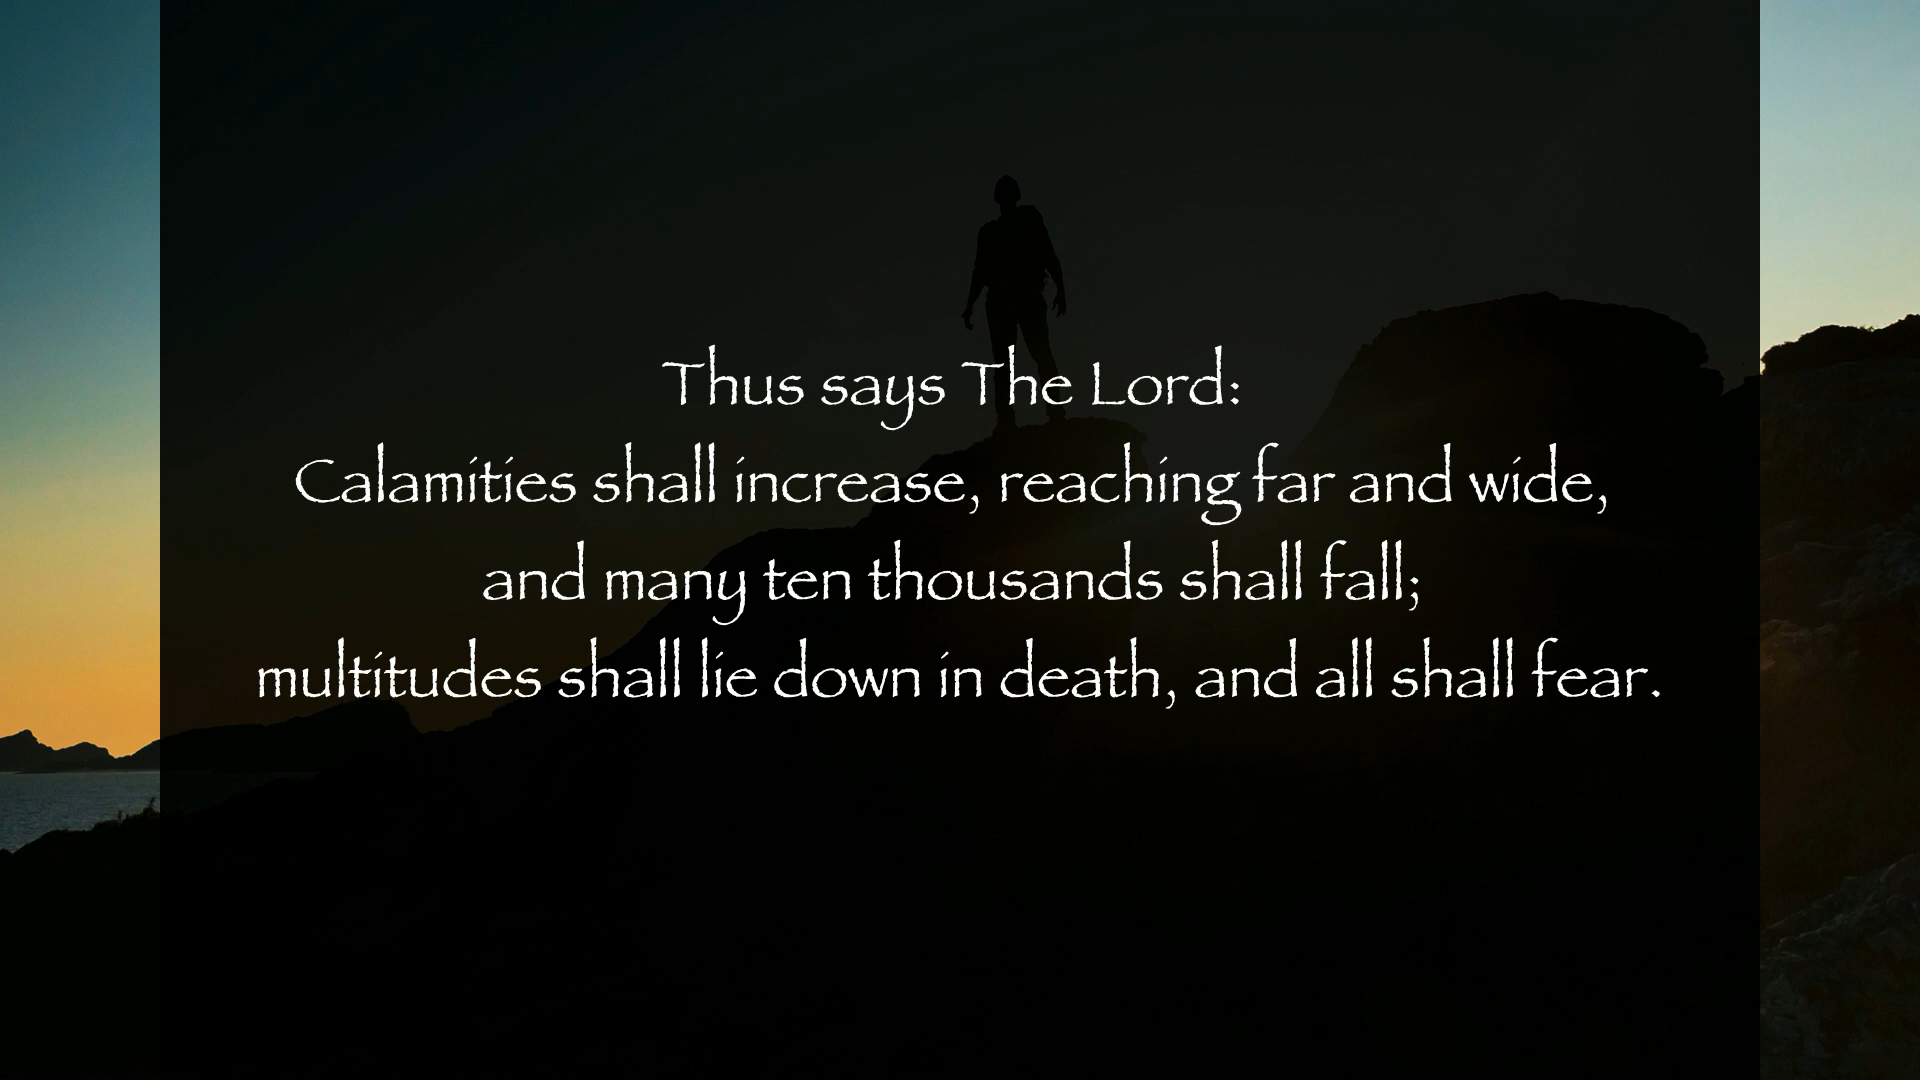 Thus says The Lord:
Calamities shall increase, reaching far and wide,
and many ten thousands shall fall;
multitudes shall lie down in death, and all shall fear.